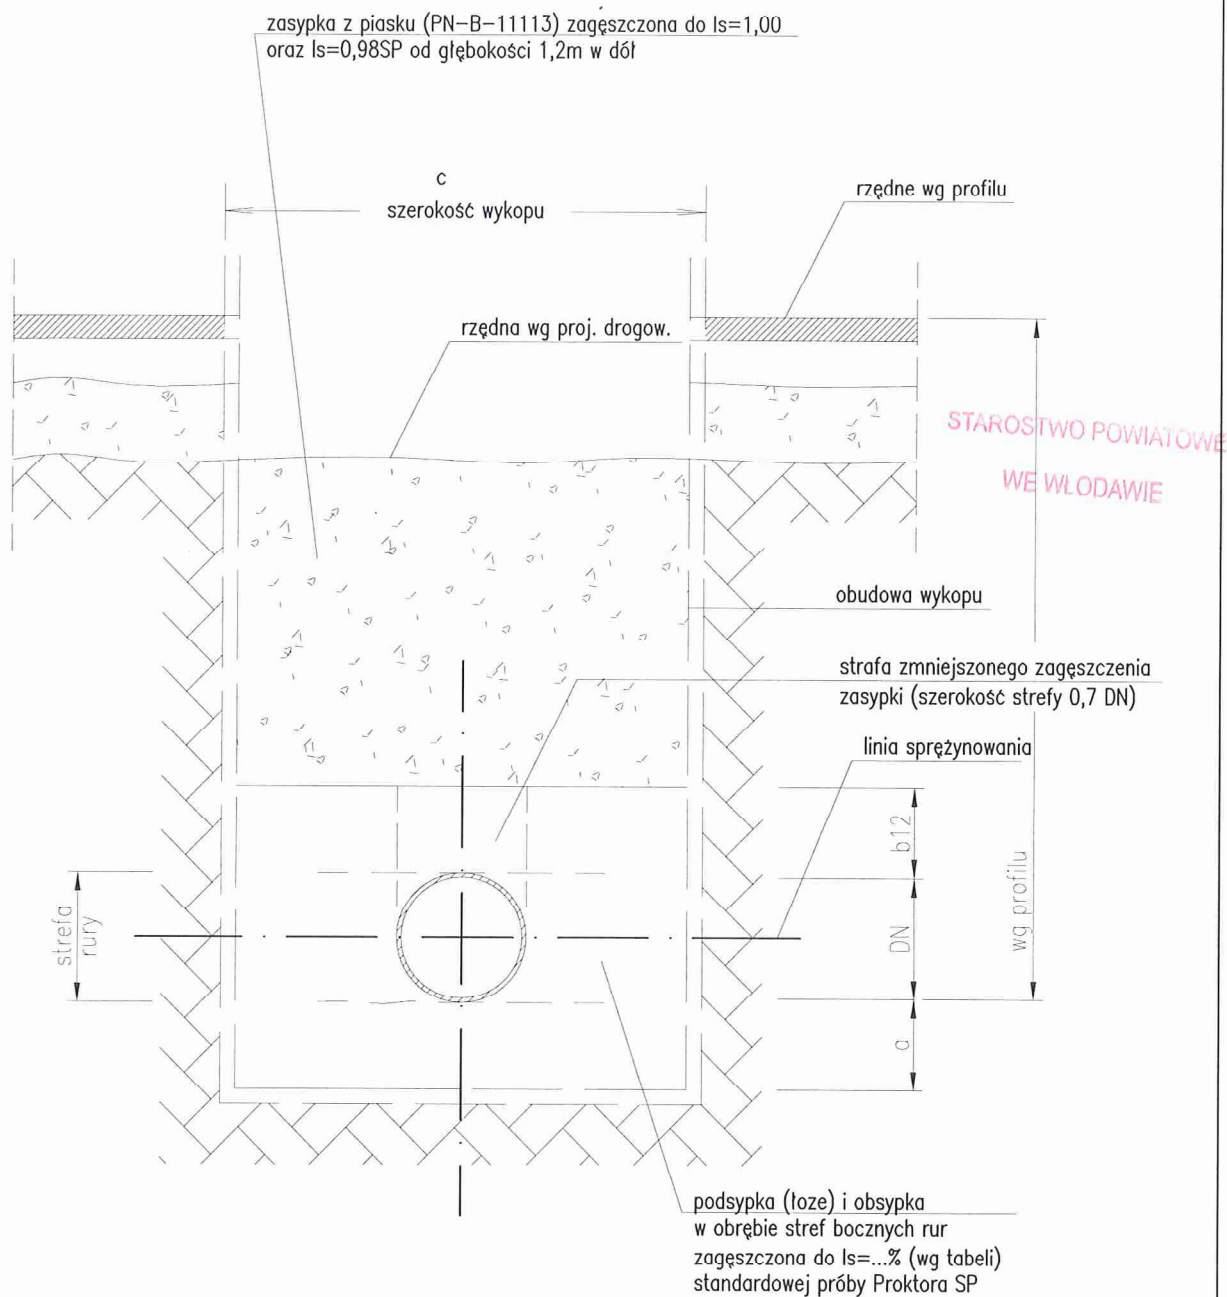 zasypka z piasku (PN-B-11113) zagęszczona do Is=1,00
oraz Is=0,98SP od głębokości 1,2m w dół
c
szerokość wykopu
rzędne wg profilu
rzędna wg proj. drogow.
STAROSTWO POWIATOWE
WE WŁODAWIE
obudowa wykopu
strafa zmniejszonego zagęszczenia
zasypki (szerokość strefy 0,7 DN)
linia sprężynowania
b12
DN
a
wg profilu
strefa
rury
podsypka (łoze) i obsypka
w obrębie stref bocznych rur
zagęszczona do Is=...% (wg tabeli)
standardowej próby Proktora SP